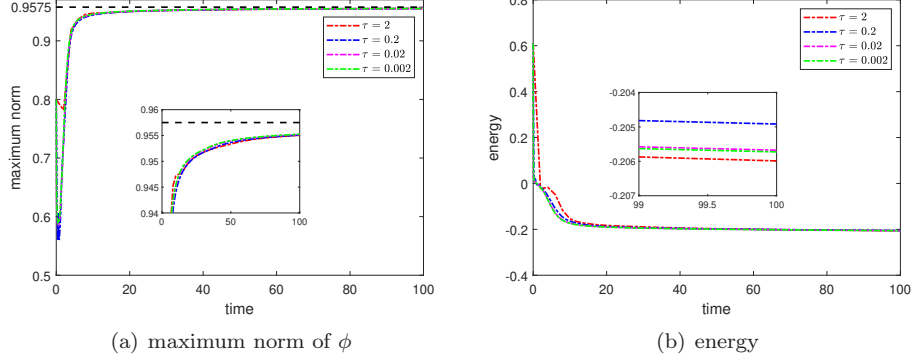 0.9575
0.9
0.8
0.7
0.6
0.5
maximum norm
0 20 40 60 80 100
time
τ = 2
τ = 0.2
τ = 0.02
τ = 0.002
0.96
0.955
0.95
0.945
0.94
0 50 100
(a) maximum norm of ϕ
0.8
0.6
0.4
0.2
0
-0.2
-0.4
energy
0 20 40 60 80 100
time
τ = 2
τ = 0.2
τ = 0.02
τ = 0.002
-0.204
-0.205
-0.206
-0.207
99 99.5 100
(b) energy